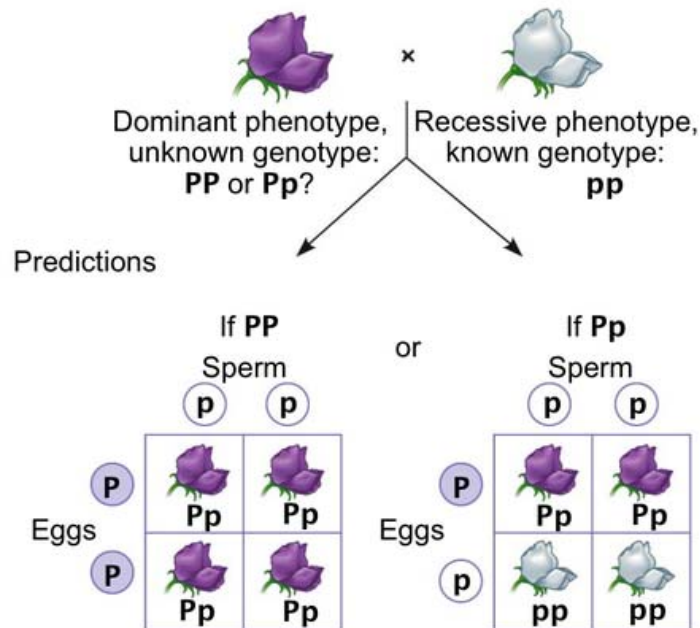 ×
Dominant phenotype,
unknown genotype:
PP or Pp?
Recessive phenotype,
known genotype:
pp
Predictions
If PP
Sperm
p p
Eggs
P
P
Pp Pp
Pp Pp
or
If Pp
Sperm
p p
Eggs
P
p
Pp Pp
pp pp